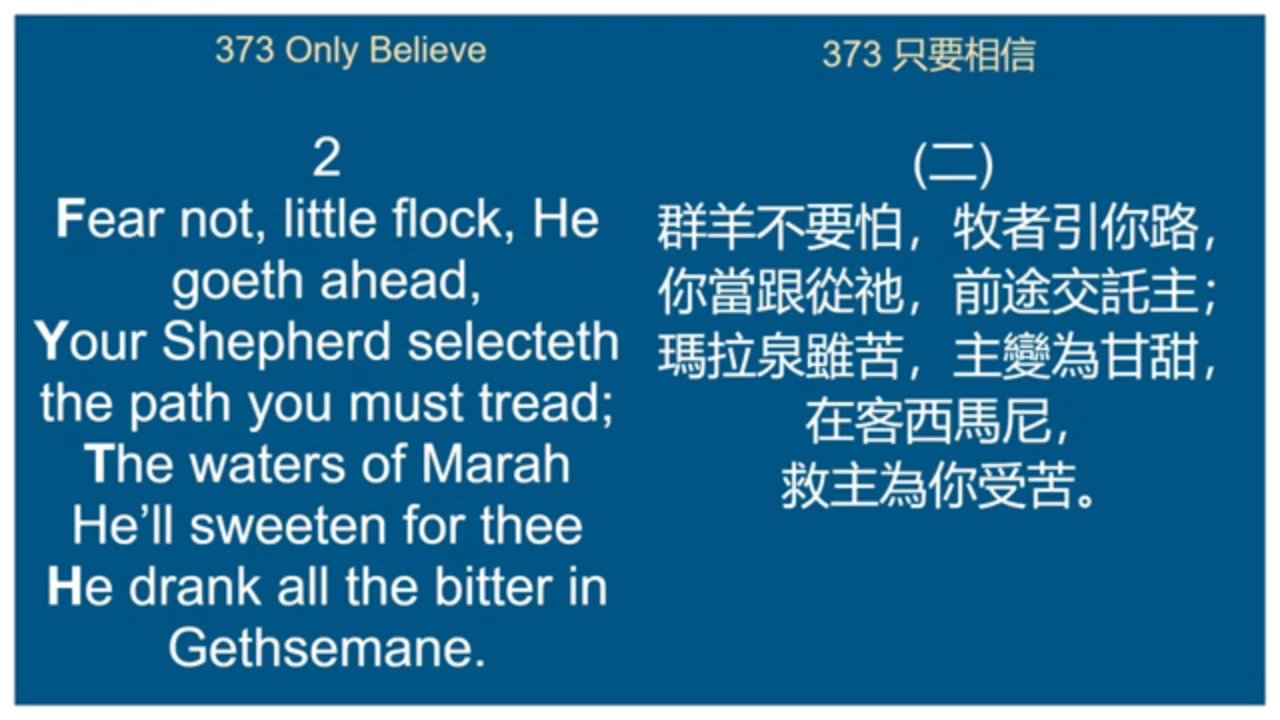 373 Only Believe
2
Fear not, little flock, He
goeth ahead,
Your Shepherd selecteth
the path you must tread;
The waters of Marah
He’ll sweeten for thee
He drank all the bitter in
Gethsemane.
373 只要相信
(二)
群羊不要怕，牧者引你路，
你當跟從祂，前途交託主；
瑪拉泉雖苦，主變為甘甜，
在客西馬尼，
救主為你受苦。